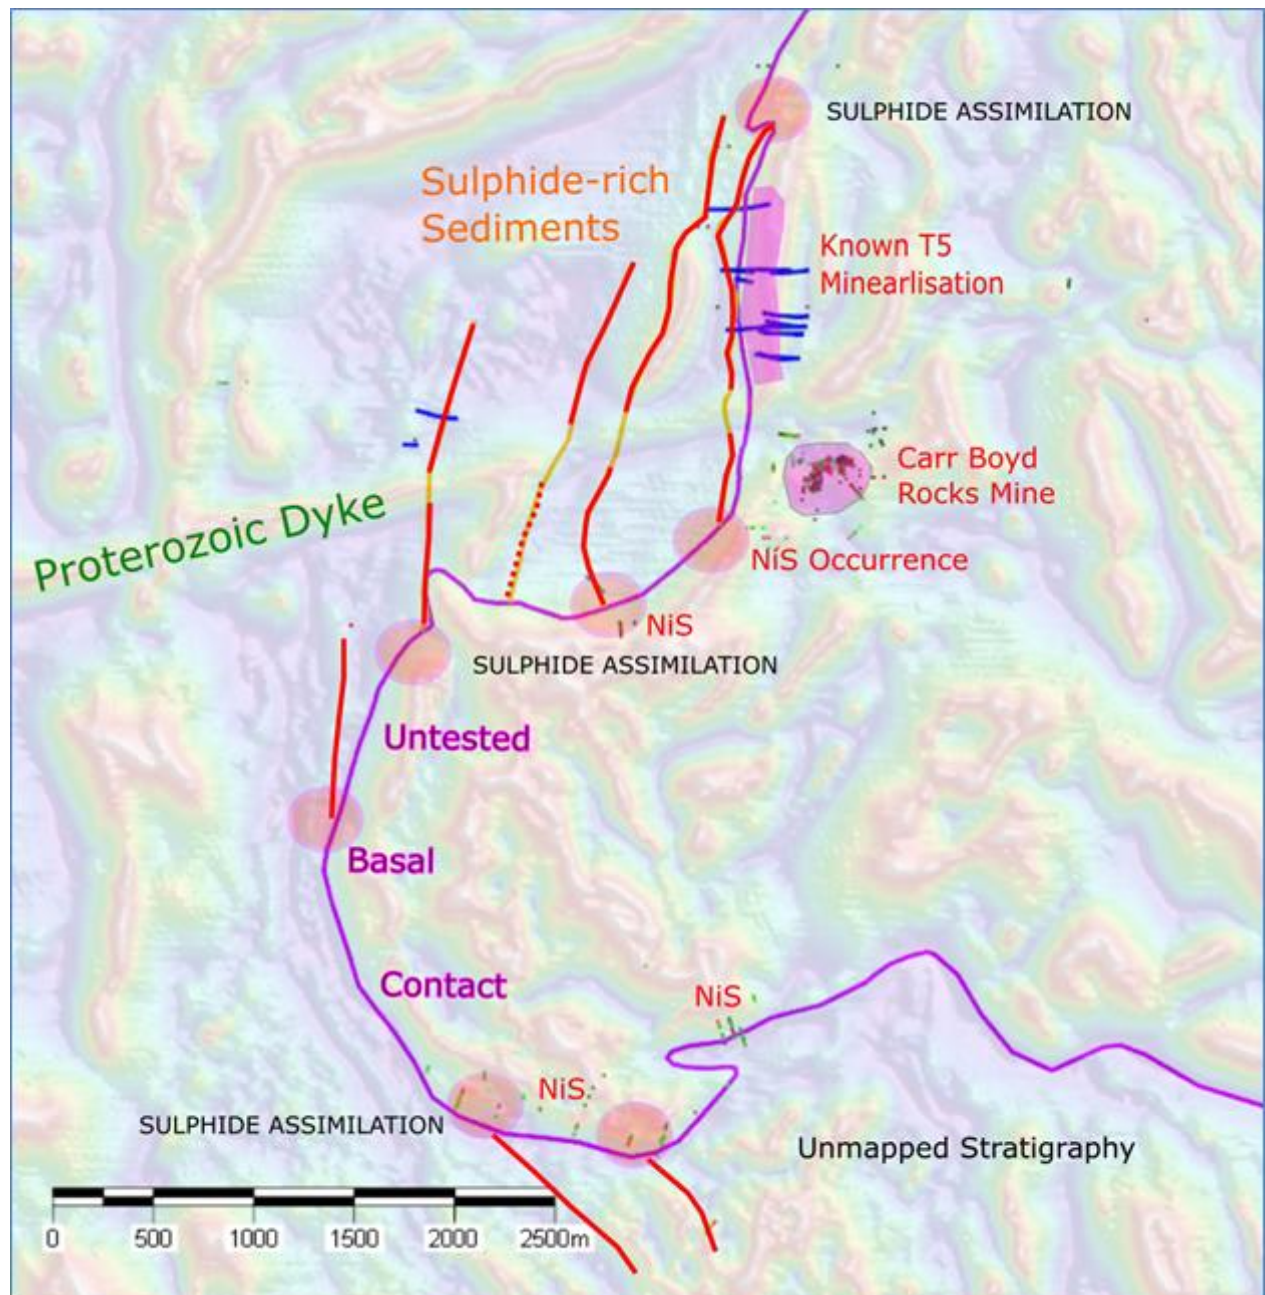 SULPHIDE ASSIMILATION
Sulphide-rich
Sediments
Known T5
Minearlisation
Carr Boyd
Rocks Mine
Proterozoic Dyke
NiS Occurrence
NiS
SULPHIDE ASSIMILATION
Untested
Basal
Contact
NiS
NiS
SULPHIDE ASSIMILATION
Unmapped Stratigraphy
0 500 1000 1500 2000 2500m